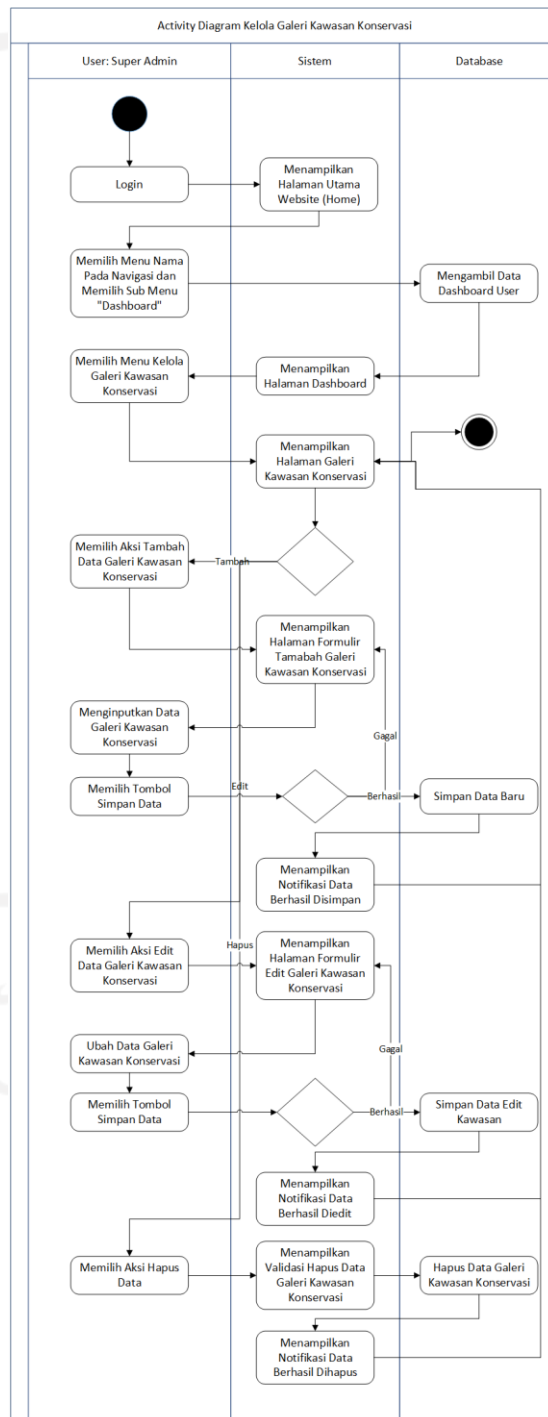 Activity Diagram Kelola Galeri Kawasan Konservasi
User: Super Admin
Sistem
Database
Login
Menampilkan
Halaman Utama
Website (Home)
Memilih Menu Nama
Pada Navigasi dan
Memilih Sub Menu
"Dashboard"
Mengambil Data
Dashboard User
Memilih Menu Kelola
Galeri Kawasan
Konservasi
Menampilkan
Halaman Dashboard
Menampilkan
Halaman Galeri
Kawasan Konservasi
Memilih Aksi Tambah
Data Galeri Kawasan
Konservasi
Tambah
Menampilkan
Halaman Formulir
Tamabah Galeri
Kawasan Konservasi
Menginputkan Data
Galeri Kawasan
Konservasi
Gagal
Memilih Tombol
Simpan Data
Edit
Berhasil
Simpan Data Baru
Menampilkan
Notifikasi Data
Berhasil Disimpan
Memilih Aksi Edit
Data Galeri Kawasan
Konservasi
Hapus
Menampilkan
Halaman Formulir
Edit Galeri Kawasan
Konservasi
Ubah Data Galeri
Kawasan Konservasi
Gagal
Memilih Tombol
Simpan Data
Berhasil
Simpan Data Edit
Kawasan
Menampilkan
Notifikasi Data
Berhasil Diedit
Memilih Aksi Hapus
Data
Menampilkan
Validasi Hapus Data
Galeri Kawasan
Konservasi
Hapus Data Galeri
Kawasan Konservasi
Menampilkan
Notifikasi Data
Berhasil Dihapus